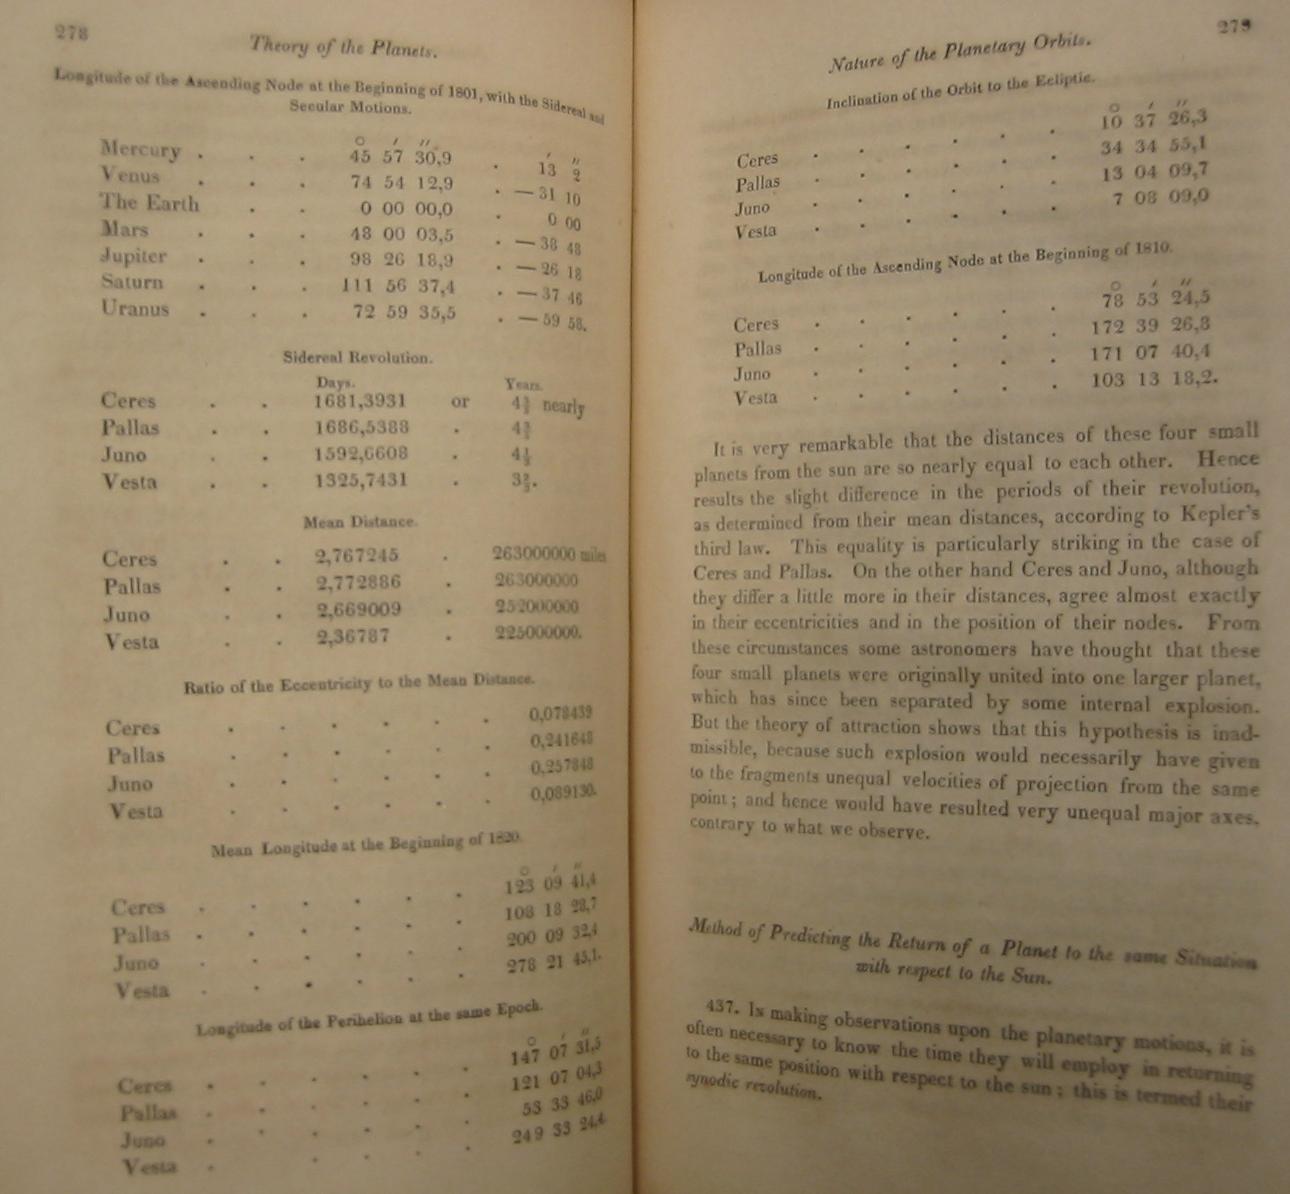 278
Theory of the Planets.
Longitude of the Ascending Node at the Beginning of 1801, with the Sidereal and
Secular Motions.
° ′ ″ ′ ″
Mercury . . . 45 57 30,9 . 13 2
Venus . . . 74 54 12,9 . — 31 10
The Earth . . 0 00 00,0 . 0 00
Mars . . . 48 00 03,5 . — 38 48
Jupiter . . . 98 26 18,9 . — 26 18
Saturn . . . 111 56 37,4 . — 37 46
Uranus . . . 72 59 35,5 . — 59 58.
Sidereal Revolution.
Days. Years.
Ceres . . 1681,3931 or 4⅗ nearly
Pallas . . 1686,5388 . 4⅗
Juno . . 1592,6608 . 4⅓
Vesta . . 1325,7431 . 3⅔.
Mean Distance.
Ceres . . 2,767245 . 263000000 miles
Pallas . . 2,772886 . 263000000
Juno . . 2,669009 . 252000000
Vesta . . 2,36787 . 225000000.
Ratio of the Eccentricity to the Mean Distance.
Ceres . . . . . . 0,078439
Pallas . . . . . . 0,241648
Juno . . . . . . 0,257848
Vesta . . . . . . 0,089130.
Mean Longitude at the Beginning of 1820.
° ′ ″
Ceres . . . . . . 123 09 41,4
Pallas . . . . . . 108 18 28,7
Juno . . . . . . 200 09 32,4
Vesta . . . . . . 278 21 45,1.
Longitude of the Perihelion at the same Epoch.
° ′ ″
Ceres . . . . . . 147 07 31,5
Pallas . . . . . . 121 07 04,3
Juno . . . . . . 53 33 46,0
Vesta . . . . . 249 33 24,4
279
Nature of the Planetary Orbits.
Inclination of the Orbit to the Ecliptic.
° ′ ″
Ceres . . . . . . 10 37 26,3
Pallas . . . . . . 34 34 55,1
Juno . . . . . . 13 04 09,7
Vesta . . . . . . 7 08 09,0
Longitude of the Ascending Node at the Beginning of 1810.
° ′ ″
Ceres . . . . . . 78 53 24,5
Pallas . . . . . . 172 39 26,8
Juno . . . . . . 171 07 40,4
Vesta . . . . . . 103 13 18,2.
It is very remarkable that the distances of these four small
planets from the sun are so nearly equal to each other. Hence
results the slight difference in the periods of their revolution,
as determined from their mean distances, according to Kepler's
third law. This equality is particularly striking in the case of
Ceres and Pallas. On the other hand Ceres and Juno, although
they differ a little more in their distances, agree almost exactly
in their eccentricities and in the position of their nodes. From
these circumstances some astronomers have thought that these
four small planets were originally united into one larger planet,
which has since been separated by some internal explosion.
But the theory of attraction shows that this hypothesis is inad-
missible, because such explosion would necessarily have given
to the fragments unequal velocities of projection from the same
point; and hence would have resulted very unequal major axes,
contrary to what we observe.
Method of Predicting the Return of a Planet to the same Situation
with respect to the Sun.
437. In making observations upon the planetary motions, it is
often necessary to know the time they will employ in returning
to the same position with respect to the sun; this is termed their
synodic revolution.